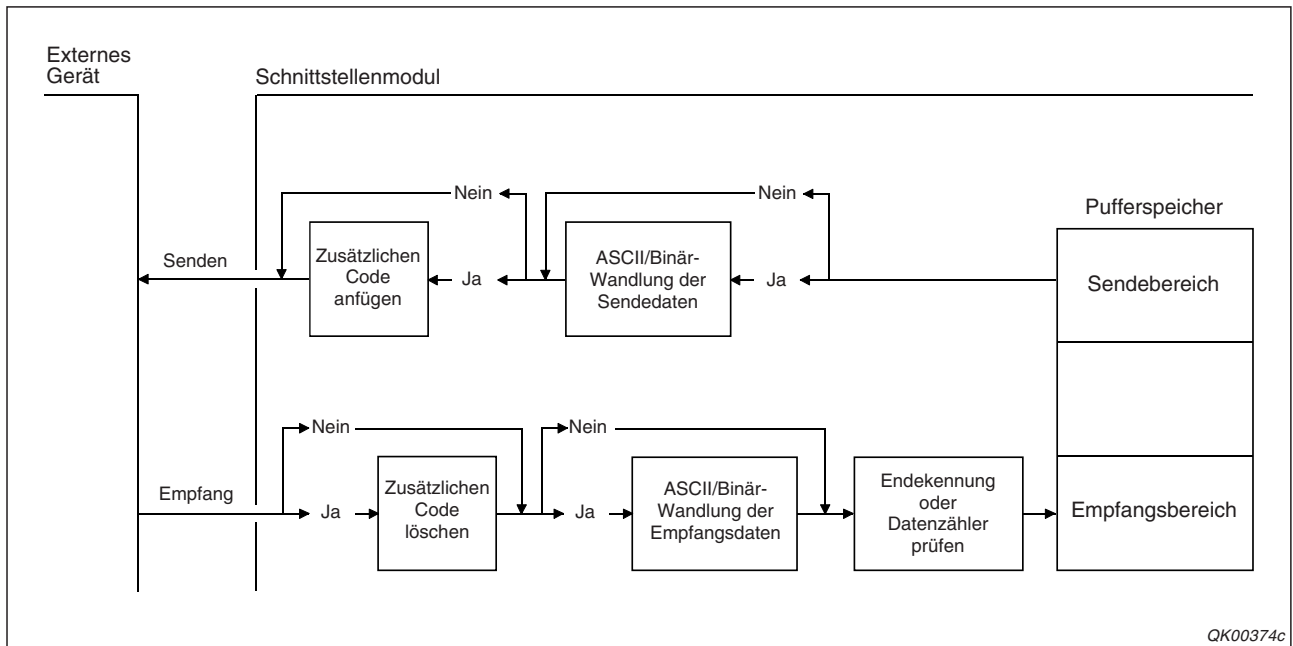 Externes
Gerät
Schnittstellenmodul
Nein
Nein
Pufferspeicher
Senden
Zusätzlichen
Code
anfügen
Ja
ASCII/Binär-
Wandlung der
Sendedaten
Ja
Sendebereich
Nein
Nein
Empfang
Ja
Zusätzlichen
Code
löschen
Ja
ASCII/Binär-
Wandlung der
Empfangsdaten
Endekennung
oder
Datenzähler
prüfen
Empfangsbereich
QK00374c